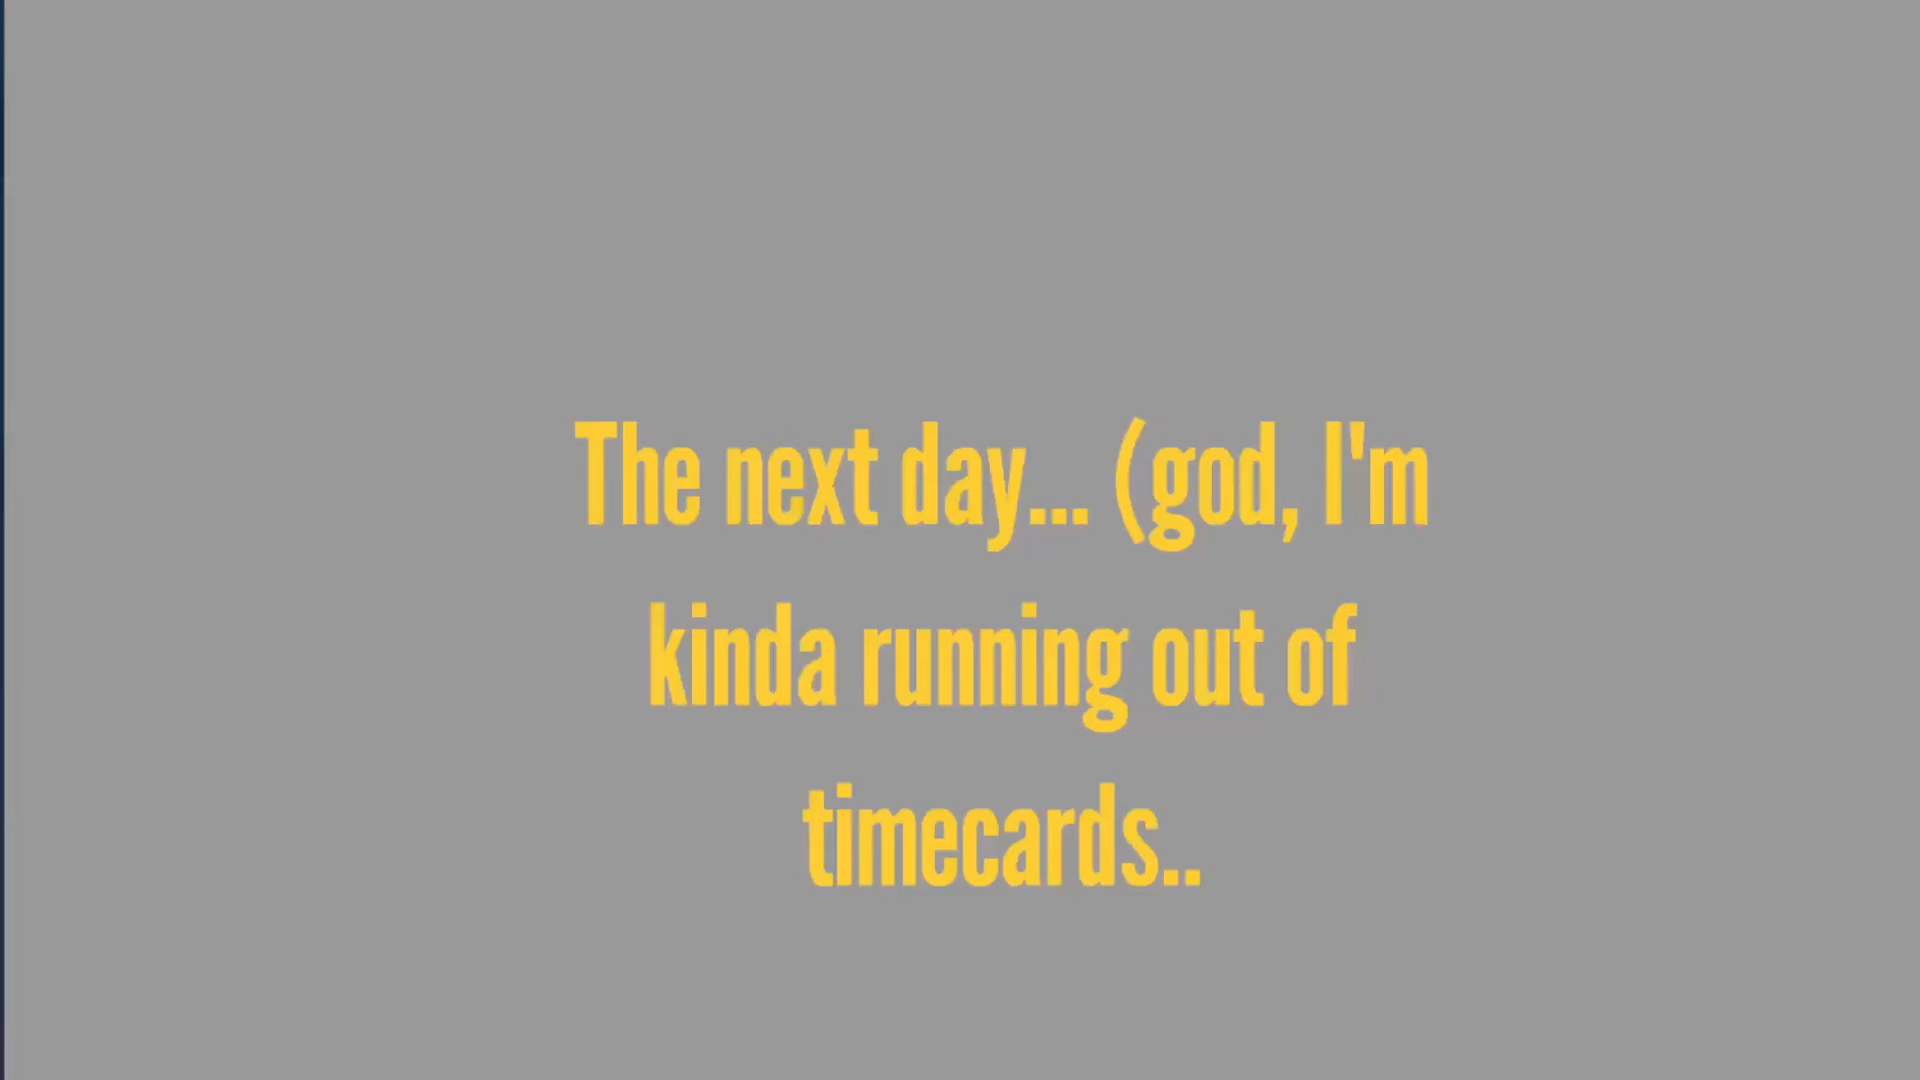 The next day... (god, I'm
kinda running out of
timecards..